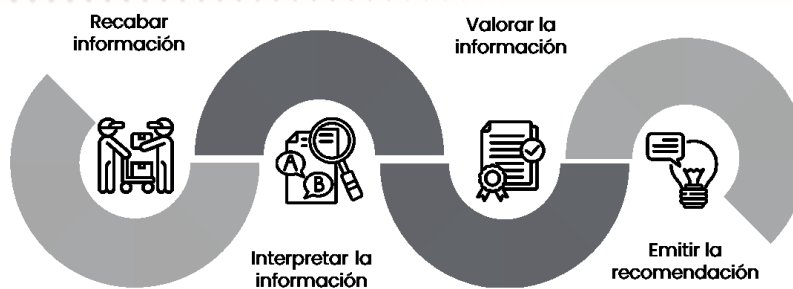 Recabar
información
A
B
Interpretar la
información
Valorar la
información
Emitir la
recomendación